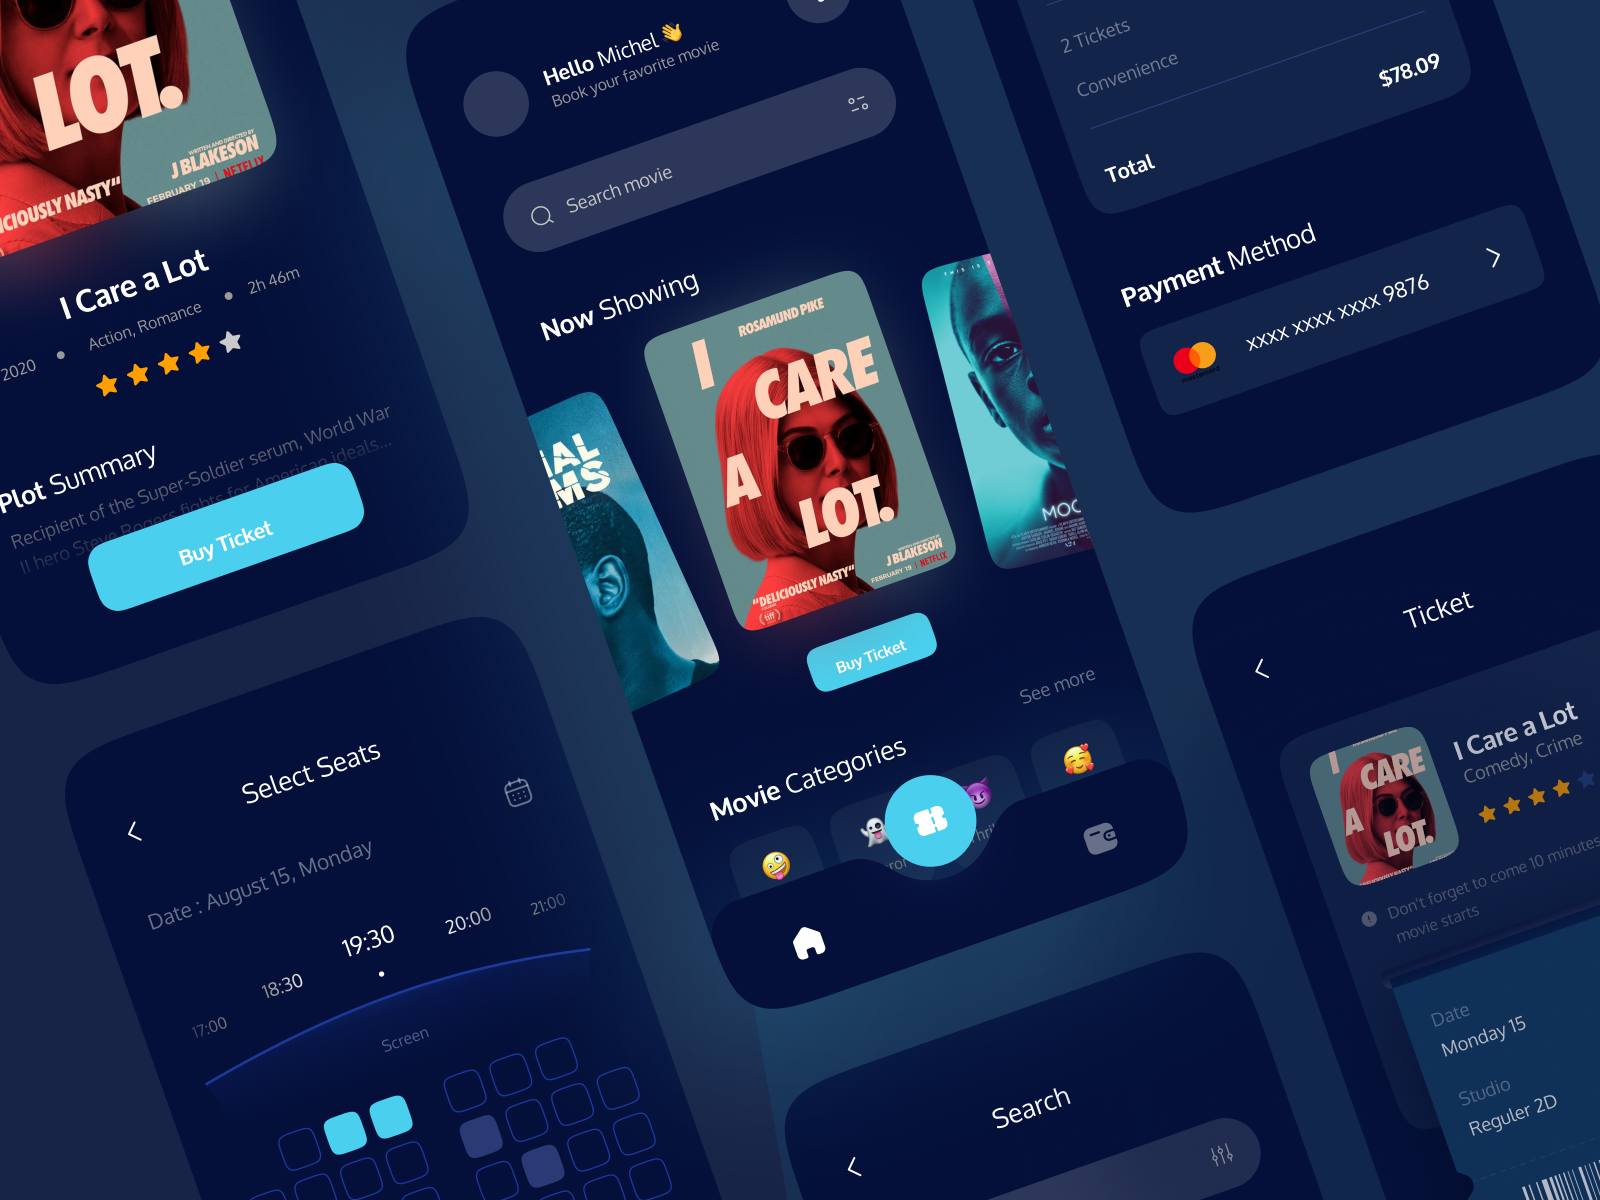 LOT.
WRITTEN AND DIRECTED BY
J BLAKESON
FEBRUARY 19 | NETFLIX
CIOUSLY NASTY"
I Care a Lot
2020 • Action, Romance • 2h 46m
Plot Summary
Recipient of the Super-Soldier serum, World War
II hero Steve Rogers fights for American ideals...
Buy Ticket
Hello Michel 👋
Book your favorite movie
Search movie
Now Showing
IAL
MS
ROSAMUND PIKE
I
CARE
A
LOT.
WRITTEN AND DIRECTED BY
J BLAKESON
FEBRUARY 19 | NETFLIX
"DELICIOUSLY NASTY"
tiff
THIS IS
MOO
Buy Ticket
Movie Categories
See more
2 Tickets
Convenience
$78.09
Total
Payment Method
mastercard
xxxx xxxx xxxx 9876
Select Seats
Date : August 15, Monday
17:00
18:30
19:30
20:00
21:00
Screen
Search
Ticket
I
CARE
A
LOT.
I Care a Lot
Comedy, Crime
Don't forget to come 10 minutes
movie starts
Date
Monday 15
Studio
Reguler 2D